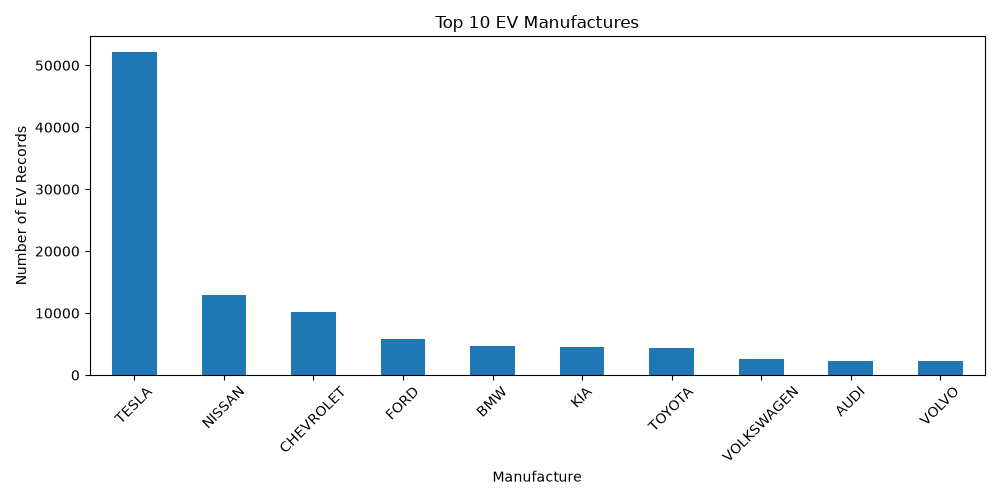 Top 10 EV Manufactures
Number of EV Records
50000
40000
30000
20000
10000
0
TESLA
NISSAN
CHEVROLET
FORD
BMW
KIA
TOYOTA
VOLKSWAGEN
AUDI
VOLVO
Manufacture